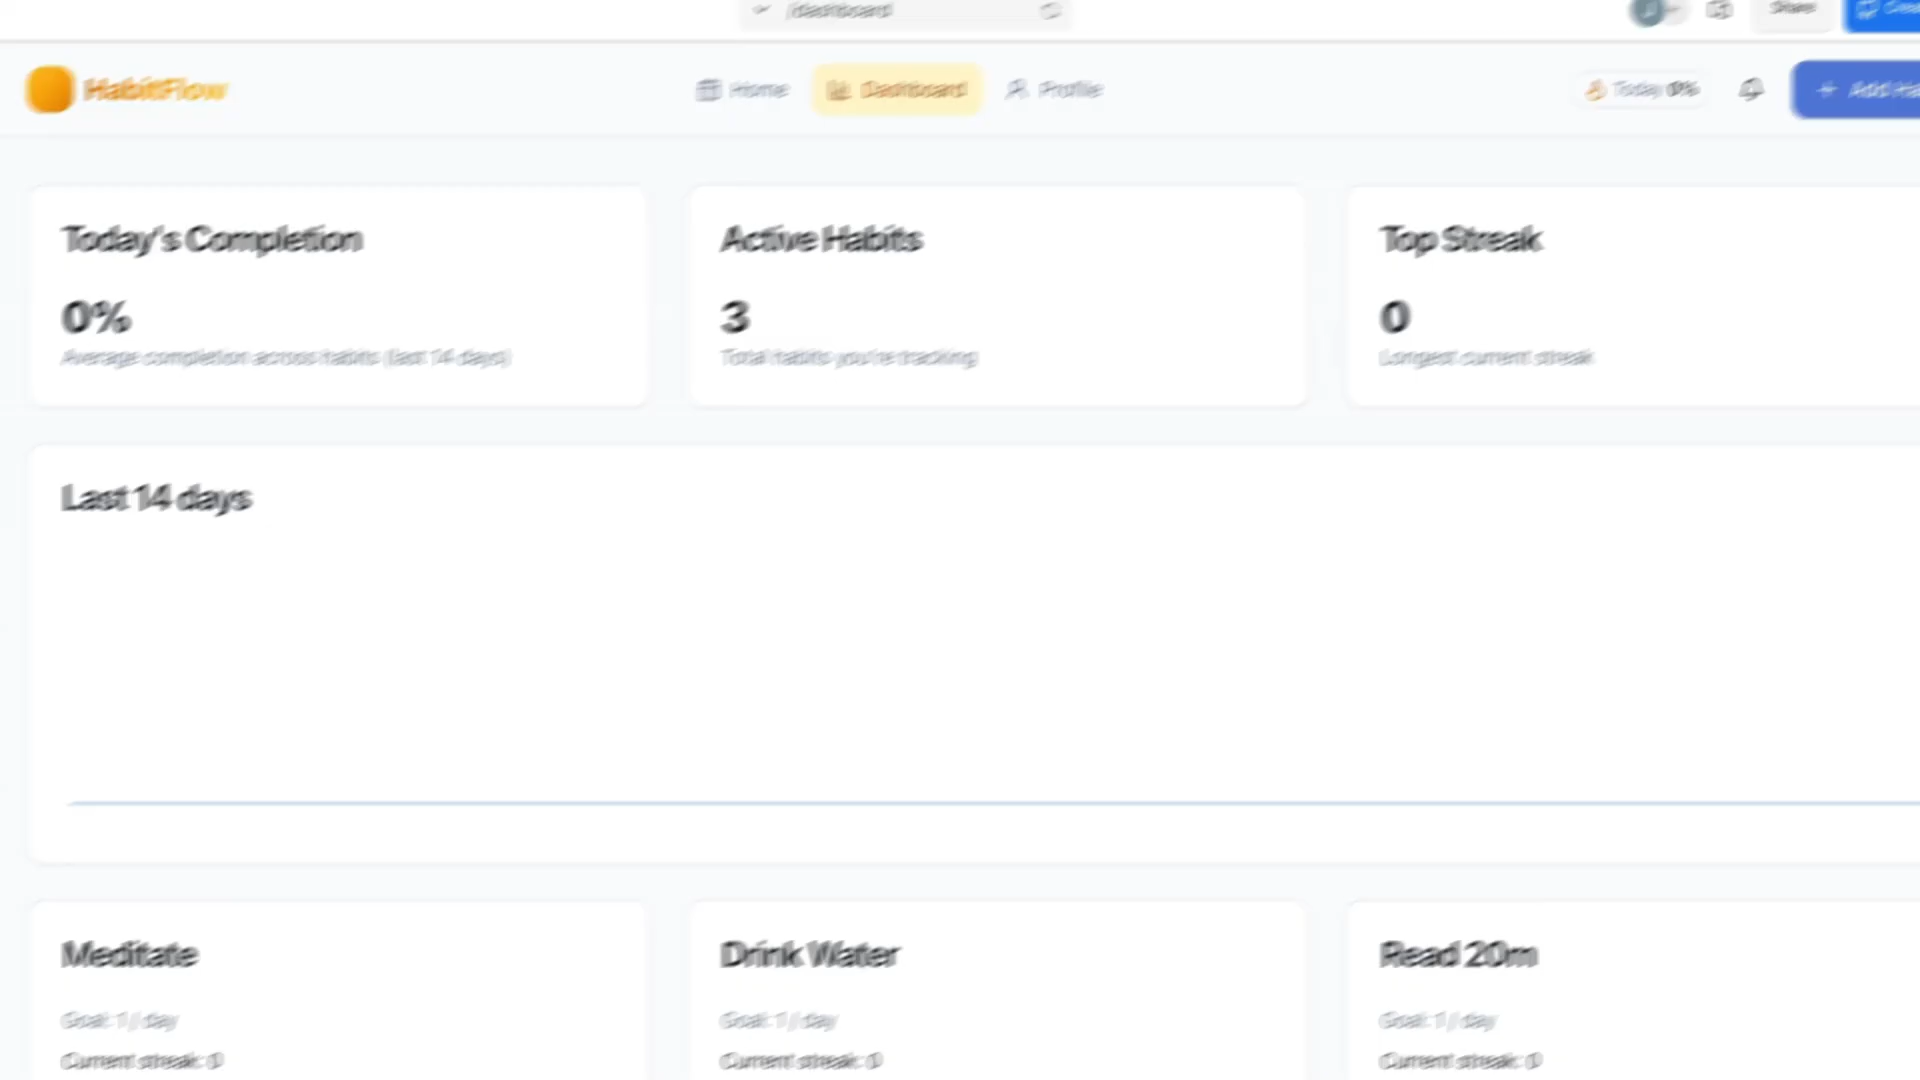 /dashboard
Share
HabitFlow
Home
Dashboard
Profile
Today 0%
Add
Today's Completion
0%
Average completion across habits (last 14 days)
Active Habits
3
Total habits you're tracking
Top Streak
0
Longest current streak
Last 14 days
Meditate
Goal: 1 / day
Current streak: 0
Drink Water
Goal: 1 / day
Current streak: 0
Read 20m
Goal: 1 / day
Current streak: 0